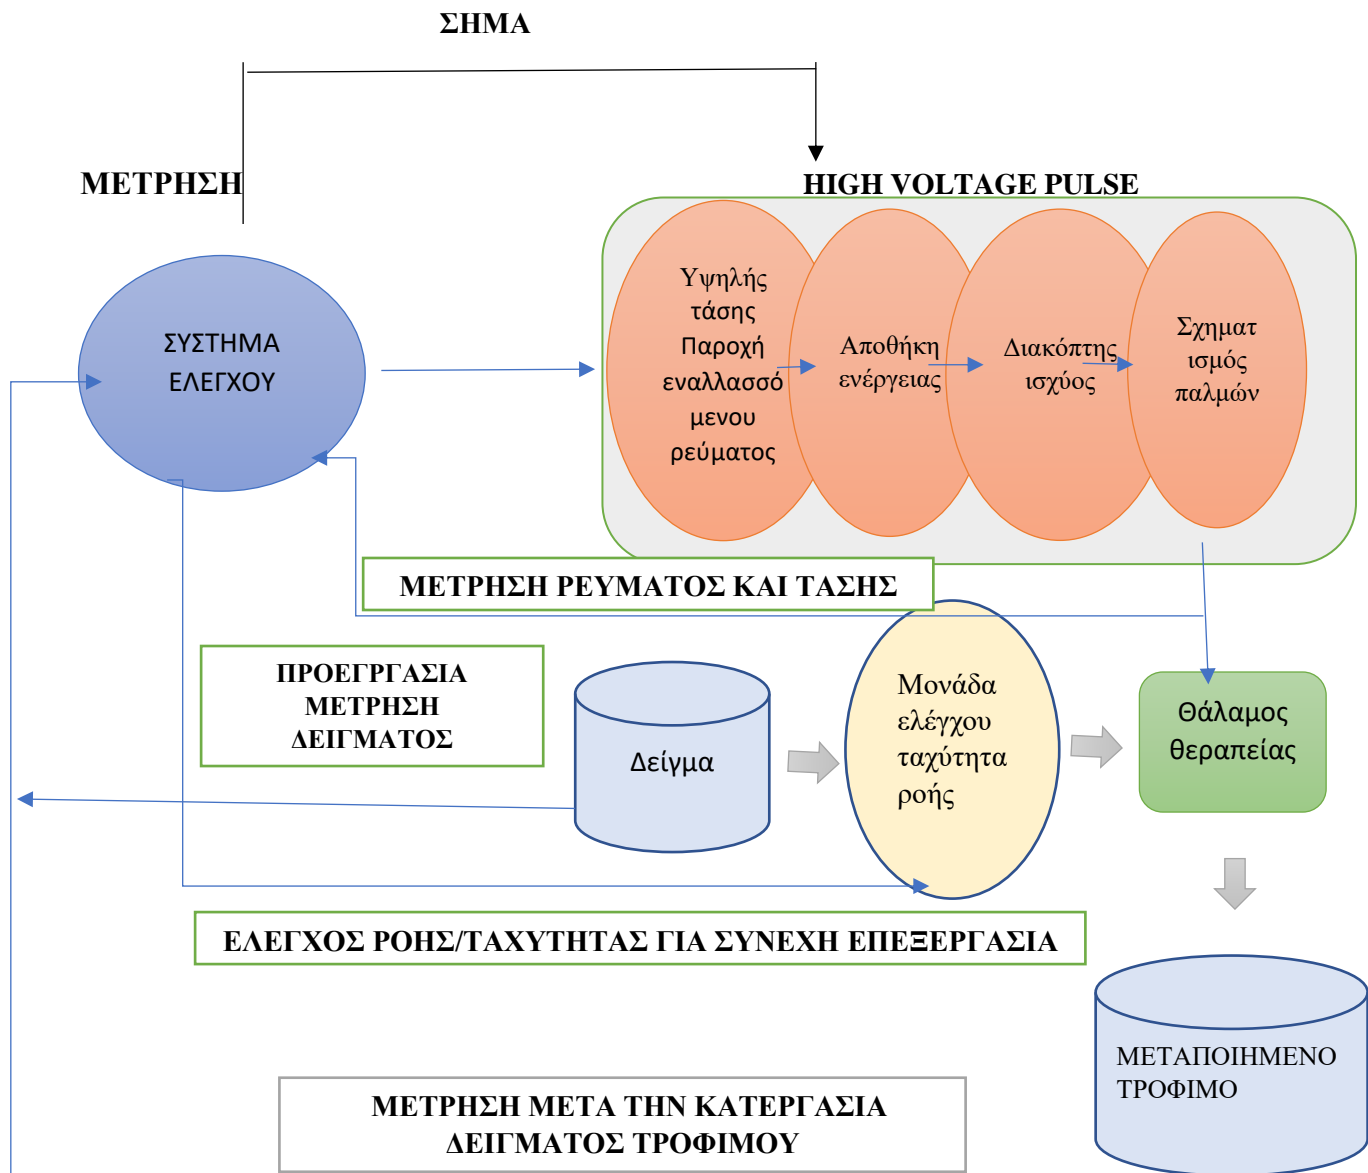 ΣΗΜΑ
ΜΕΤΡΗΣΗ
HIGH VOLTAGE PULSE
ΣΥΣΤΗΜΑ
ΕΛΕΓΧΟΥ
Υψηλής
τάσης
Παροχή
εναλλασσό
μενου
ρεύματος
Αποθήκη
ενέργειας
Διακόπτης
ισχύος
Σχηματ
ισμός
παλμών
ΜΕΤΡΗΣΗ ΡΕΥΜΑΤΟΣ ΚΑΙ ΤΑΣΗΣ
ΠΡΟΕΓΡΓΑΣΙΑ
ΜΕΤΡΗΣΗ
ΔΕΙΓΜΑΤΟΣ
Δείγμα
Μονάδα
ελέγχου
ταχύτητα
ροής
Θάλαμος
θεραπείας
ΕΛΕΓΧΟΣ ΡΟΗΣ/ΤΑΧΥΤΗΤΑΣ ΓΙΑ ΣΥΝΕΧΗ ΕΠΕΞΕΡΓΑΣΙΑ
ΜΕΤΑΠΟΙΗΜΕΝΟ
ΤΡΟΦΙΜΟ
ΜΕΤΡΗΣΗ ΜΕΤΑ ΤΗΝ ΚΑΤΕΡΓΑΣΙΑ
ΔΕΙΓΜΑΤΟΣ ΤΡΟΦΙΜΟΥ